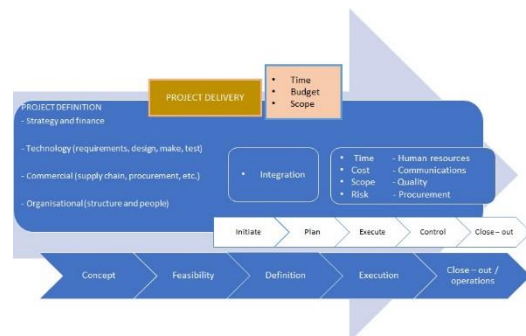 PROJECT DELIVERY
• Time
• Budget
• Scope
PROJECT DEFINITION
- Strategy and finance
- Technology (requirements, design, make, test)
- Commercial (supply chain, procurement, etc.)
- Organisational (structure and people)
• Integration
• Time - Human resources
• Cost - Communications
• Scope - Quality
• Risk - Procurement
Initiate Plan Execute Control Close – out
Concept Feasibility Definition Execution Close – out /
operations